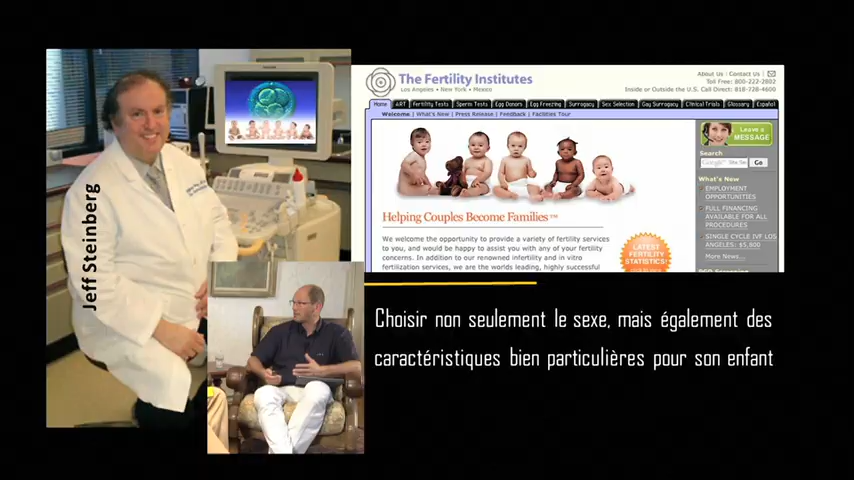 Jeff Steinberg
The Fertility Institutes
Los Angeles • New York • Mexico
About Us | Contact Us |
Toll Free: 800-222-2802
Inside or Outside the U.S. Call Direct: 818-728-4600
Home ART Fertility Tests Sperm Tests Egg Donors Egg Freezing Surrogacy Sex Selection Gay Surrogacy Clinical Trials Glossary Español
Welcome | What's New | Press Release | Feedback | Facilities Tour
Leave a
MESSAGE
Search
Go
What's New
EMPLOYMENT
OPPORTUNITIES
FULL FINANCING
AVAILABLE FOR ALL
PROCEDURES
SINGLE CYCLE IVF LOS
ANGELES: $5,800
More News...
Helping Couples Become Families ™
We welcome the opportunity to provide a variety of fertility services
to you, and would be happy to assist you with any of your fertility
concerns. In addition to our renowned infertility and in vitro
fertilization services, we are the worlds leading, highly successful
LATEST
FERTILITY
STATISTICS!
Choisir non seulement le sexe, mais également des
caractéristiques bien particulières pour son enfant